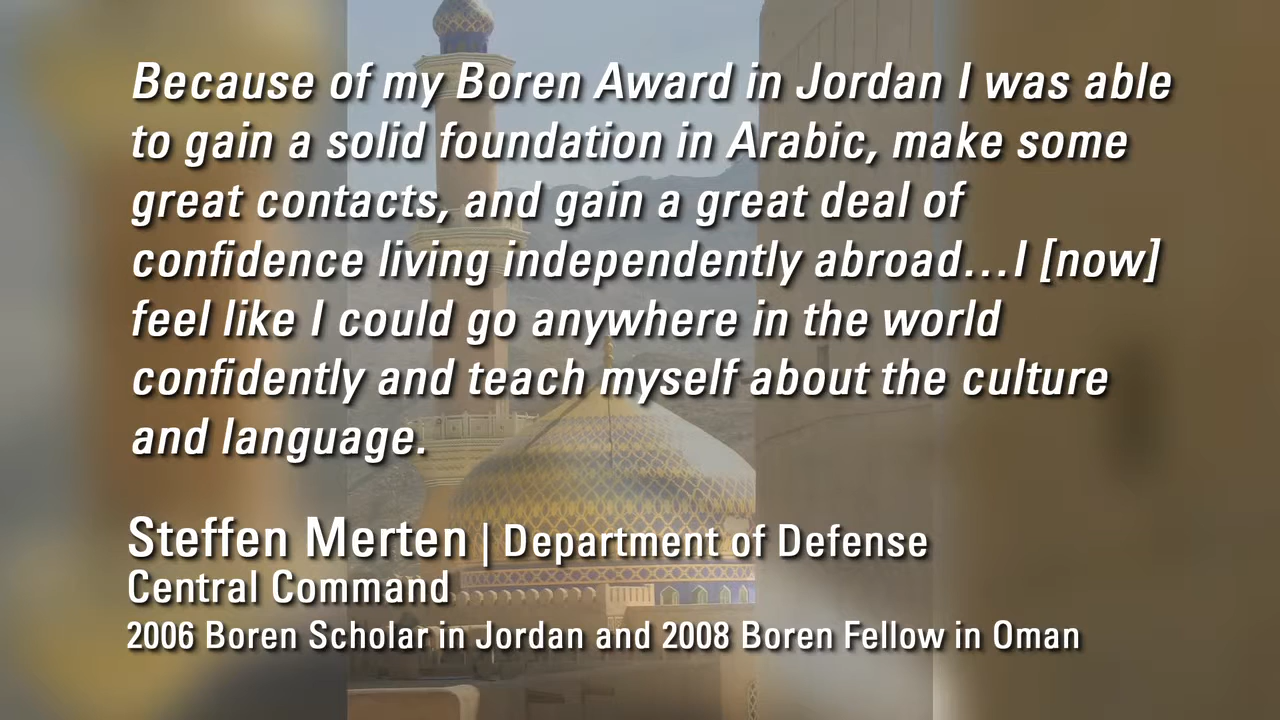 Because of my Boren Award in Jordan I was able
to gain a solid foundation in Arabic, make some
great contacts, and gain a great deal of
confidence living independently abroad…I [now]
feel like I could go anywhere in the world
confidently and teach myself about the culture
and language.
Steffen Merten | Department of Defense
Central Command
2006 Boren Scholar in Jordan and 2008 Boren Fellow in Oman